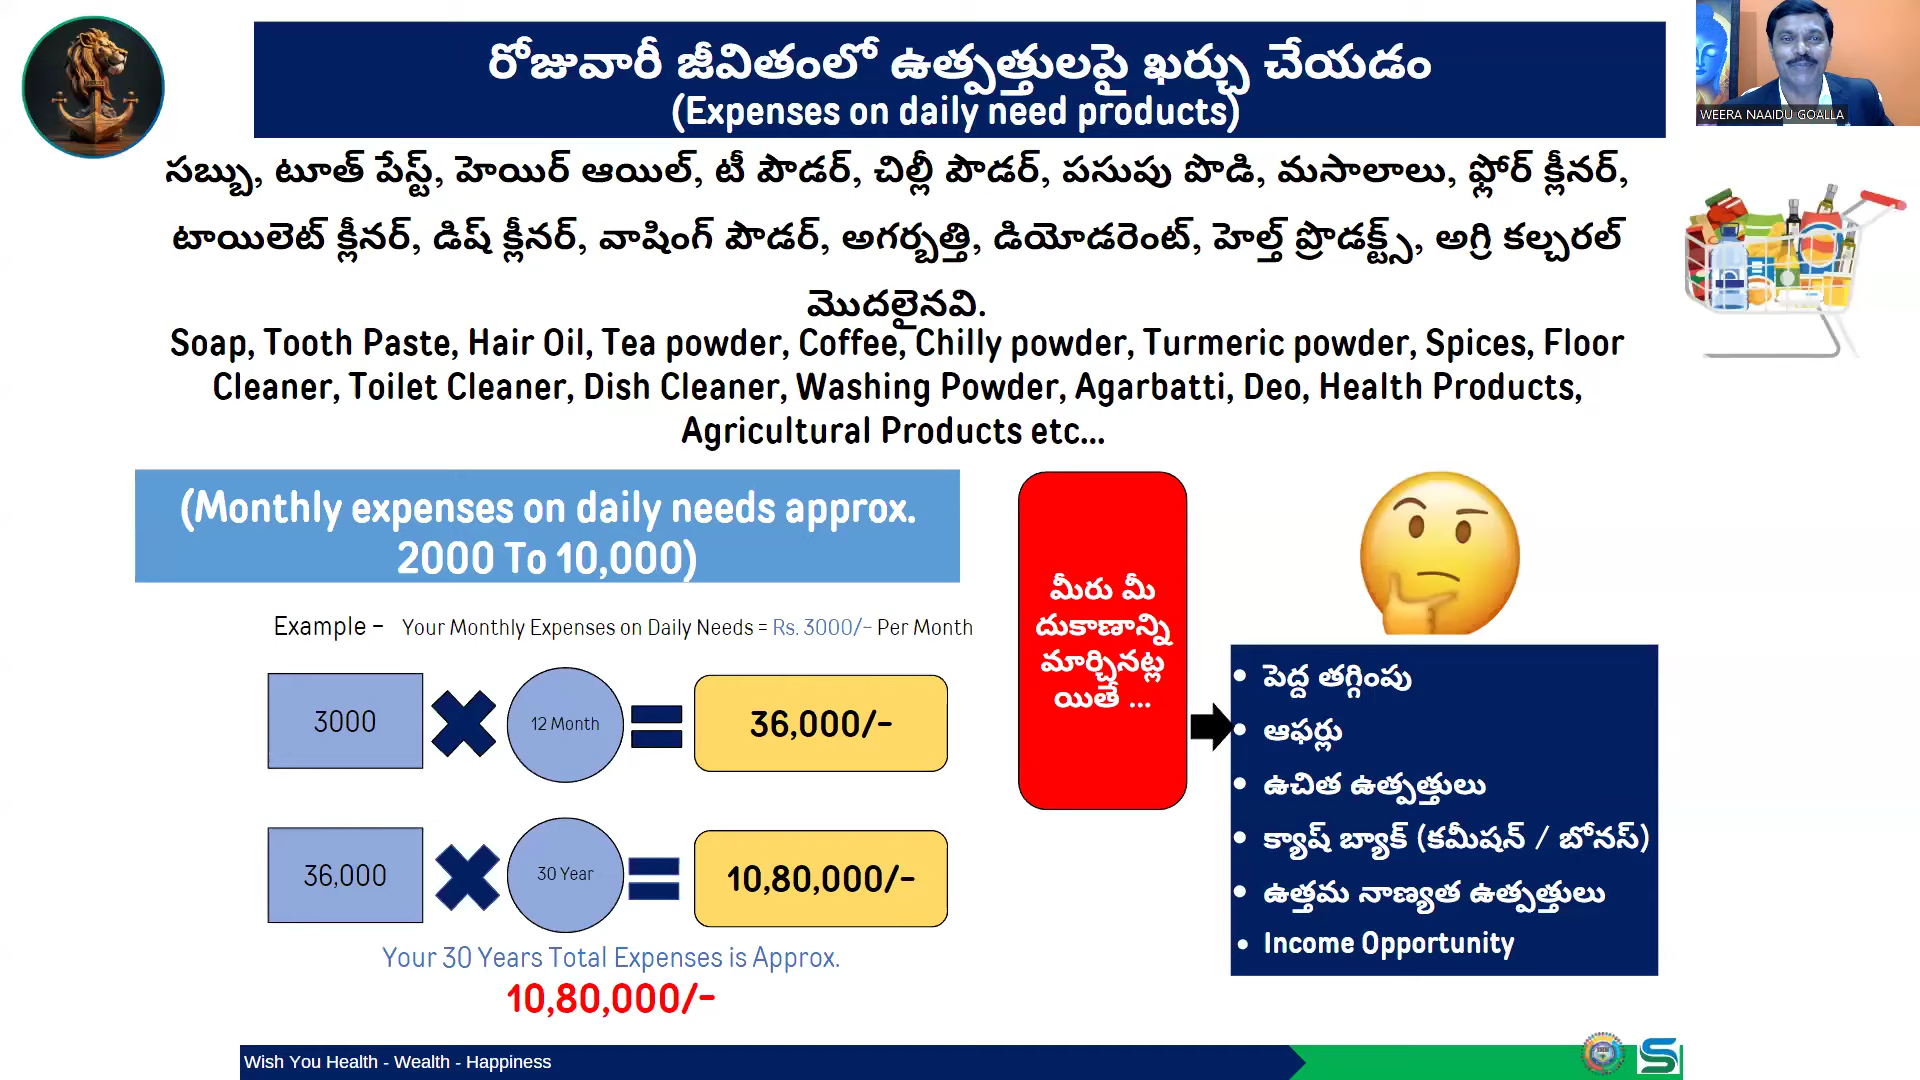 రోజువారీ జీవితంలో ఉత్పత్తులపై ఖర్చు చేయడం
(Expenses on daily need products)
WEERA NAAIDU GOALLA
సబ్బు, టూత్ పేస్ట్, హెయిర్ ఆయిల్, టీ పౌడర్, చిల్లీ పౌడర్, పసుపు పొడి, మసాలాలు, ఫ్లోర్ క్లీనర్,
టాయిలెట్ క్లీనర్, డిష్ క్లీనర్, వాషింగ్ పౌడర్, అగర్బత్తి, డియోడరెంట్, హెల్త్ ప్రొడక్ట్స్, అగ్రి కల్చరల్
మొదలైనవి.
Soap, Tooth Paste, Hair Oil, Tea powder, Coffee, Chilly powder, Turmeric powder, Spices, Floor
Cleaner, Toilet Cleaner, Dish Cleaner, Washing Powder, Agarbatti, Deo, Health Products,
Agricultural Products etc...
(Monthly expenses on daily needs approx.
2000 To 10,000)
Example - Your Monthly Expenses on Daily Needs = Rs. 3000/- Per Month
3000
12 Month
36,000/-
36,000
30 Year
10,80,000/-
Your 30 Years Total Expenses is Approx.
10,80,000/-
మీరు మీ
దుకాణాన్ని
మార్చినట్ల
యితే ...
• పెద్ద తగ్గింపు
• ఆఫర్లు
• ఉచిత ఉత్పత్తులు
• క్యాష్ బ్యాక్ (కమీషన్ / బోనస్)
• ఉత్తమ నాణ్యత ఉత్పత్తులు
• Income Opportunity
Wish You Health - Wealth - Happiness